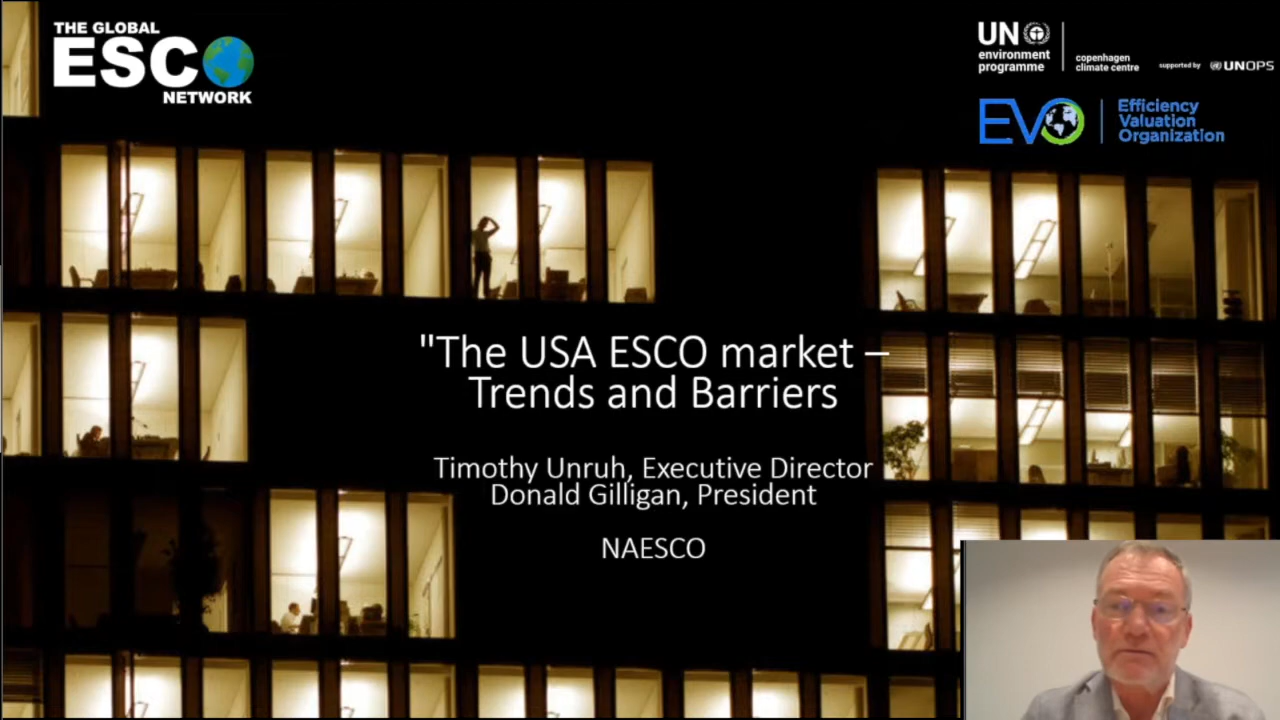 THE GLOBAL
ESCO
NETWORK
UN
environment
programme
copenhagen
climate centre
supported by
UNOPS
EVO
Efficiency
Valuation
Organization
"The USA ESCO market –
Trends and Barriers
Timothy Unruh, Executive Director
Donald Gilligan, President
NAESCO